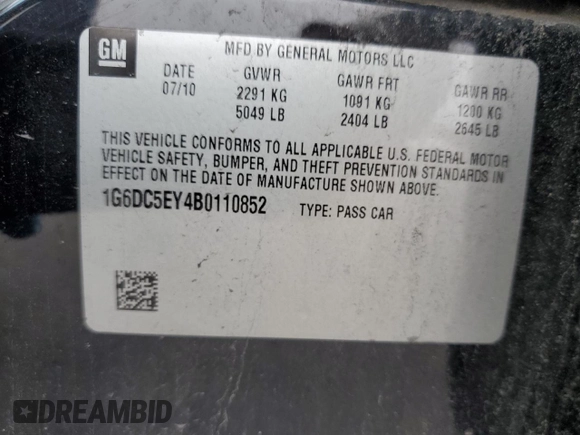 GM
MFD BY GENERAL MOTORS LLC
DATE GVWR GAWR FRT GAWR RR
07/10 2291 KG 1091 KG 1200 KG
5049 LB 2404 LB 2645 LB
THIS VEHICLE CONFORMS TO ALL APPLICABLE U.S. FEDERAL MOTOR
VEHICLE SAFETY, BUMPER, AND THEFT PREVENTION STANDARDS IN
EFFECT ON THE DATE OF MANUFACTURE SHOWN ABOVE.
1G6DC5EY4B0110852 TYPE: PASS CAR
DREAMBID